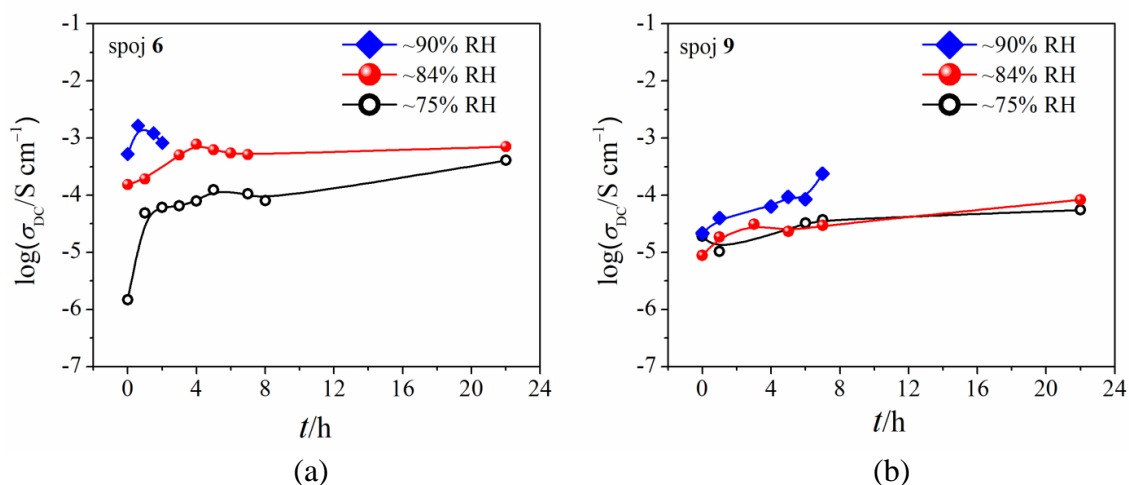 spoj 6
~90% RH
~84% RH
~75% RH
log(σDC/S cm⁻¹)
-1
-2
-3
-4
-5
-6
-7
0 4 8 12 16 20 24
t/h
(a)
spoj 9
~90% RH
~84% RH
~75% RH
log(σDC/S cm⁻¹)
-1
-2
-3
-4
-5
-6
-7
0 4 8 12 16 20 24
t/h
(b)